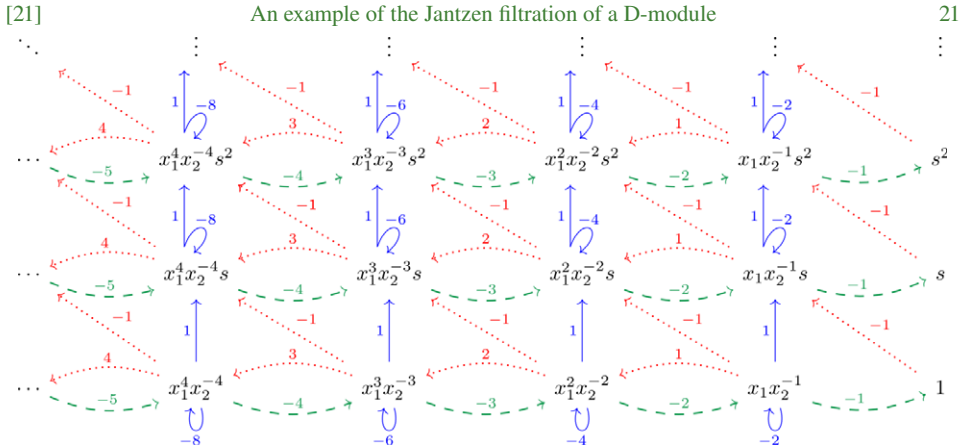 [21] An example of the Jantzen filtration of a D-module 21
⋱ ⋮ ⋮ ⋮ ⋮ ⋮
−1 −1 −1 −1 −1
1 −8 1 −6 1 −4 1 −2
4 3 2 1
⋯ x₁⁴x₂⁻⁴s² x₁³x₂⁻³s² x₁²x₂⁻²s² x₁x₂⁻¹s² s²
−5 −4 −3 −2 −1
−1 −1 −1 −1 −1
1 −8 1 −6 1 −4 1 −2
4 3 2 1
⋯ x₁⁴x₂⁻⁴s x₁³x₂⁻³s x₁²x₂⁻²s x₁x₂⁻¹s s
−5 −4 −3 −2 −1
−1 −1 −1 −1 −1
1 1 1 1
4 3 2 1
⋯ x₁⁴x₂⁻⁴ x₁³x₂⁻³ x₁²x₂⁻² x₁x₂⁻¹ 1
−5 −4 −3 −2 −1
−8 −6 −4 −2